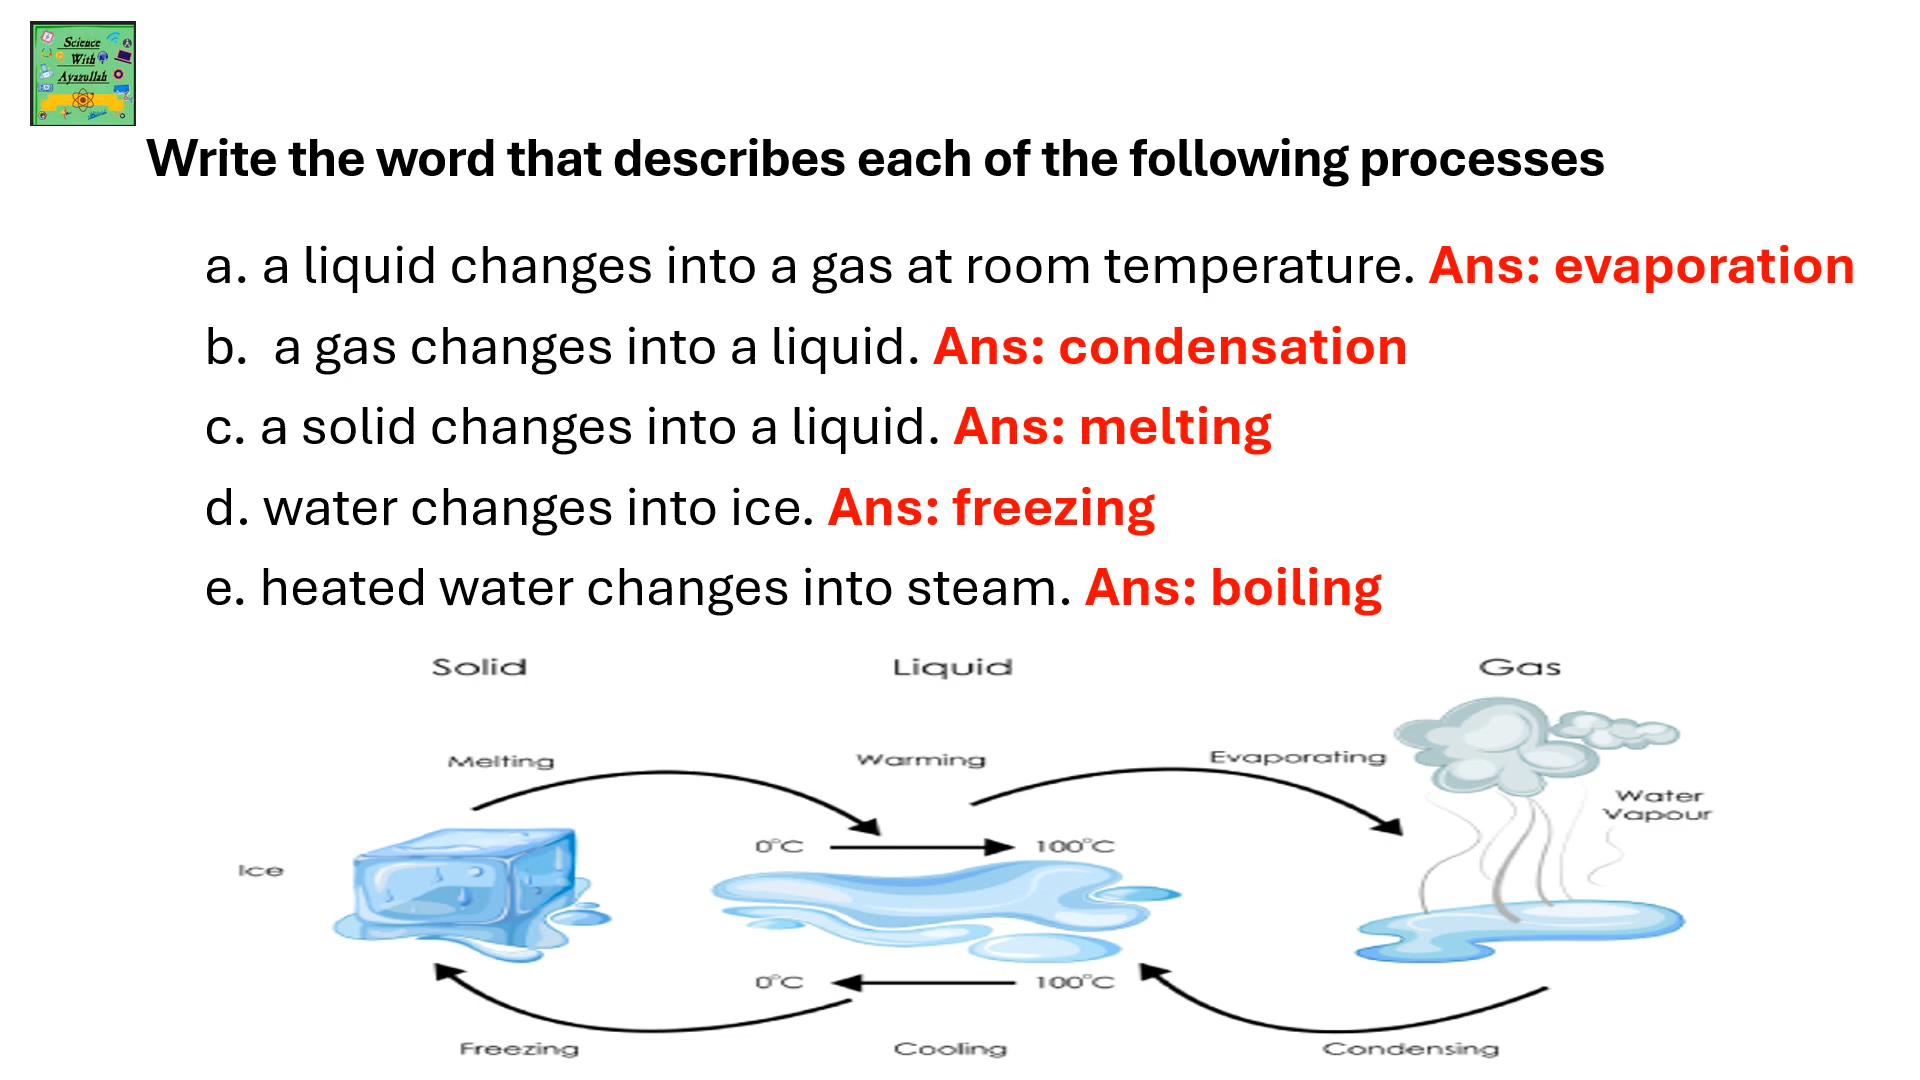 Science
With
Ayazullah
Write the word that describes each of the following processes
a. a liquid changes into a gas at room temperature. Ans: evaporation
b. a gas changes into a liquid. Ans: condensation
c. a solid changes into a liquid. Ans: melting
d. water changes into ice. Ans: freezing
e. heated water changes into steam. Ans: boiling
Solid Liquid Gas
Melting Warming Evaporating
Water
Vapour
0°C 100°C
Ice
0°C 100°C
Freezing Cooling Condensing